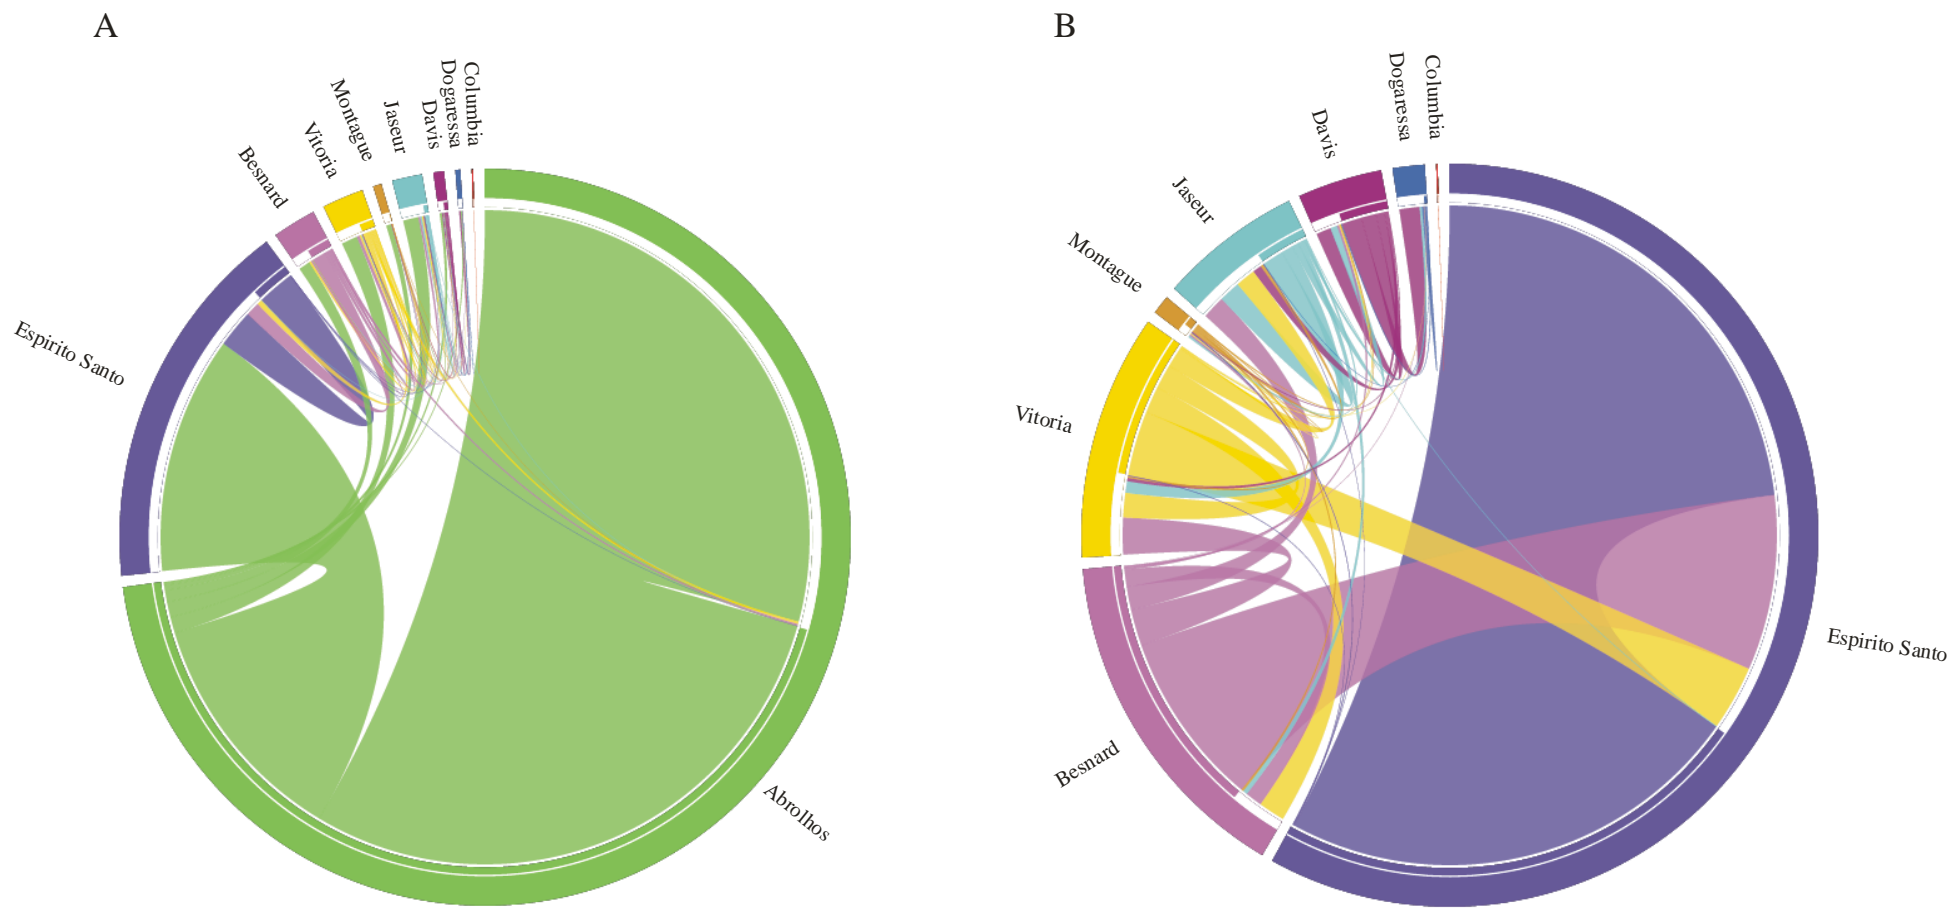 A
Espirito Santo
Besnard
Vitoria
Montague
Jaseur
Davis
Dogaressa
Columbia
Abrolhos
B
Besnard
Vitoria
Montague
Jaseur
Davis
Dogaressa
Columbia
Espirito Santo